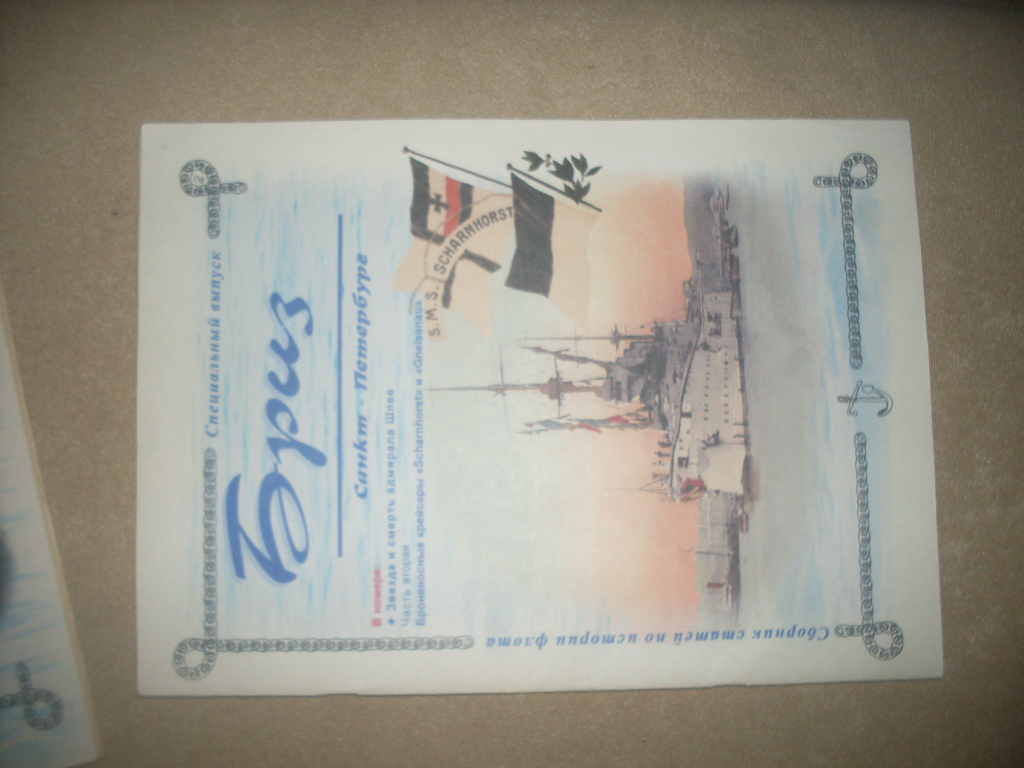 Специальный выпуск
Бриз
Санкт - Петербург
В номере:
Звезда и смерть адмирала Шпее
Часть вторая
Броненосные крейсеры «Scharnhorst» и «Gneisenau»
S.M.S. SCHARNHORST
Сборник статей по истории флота